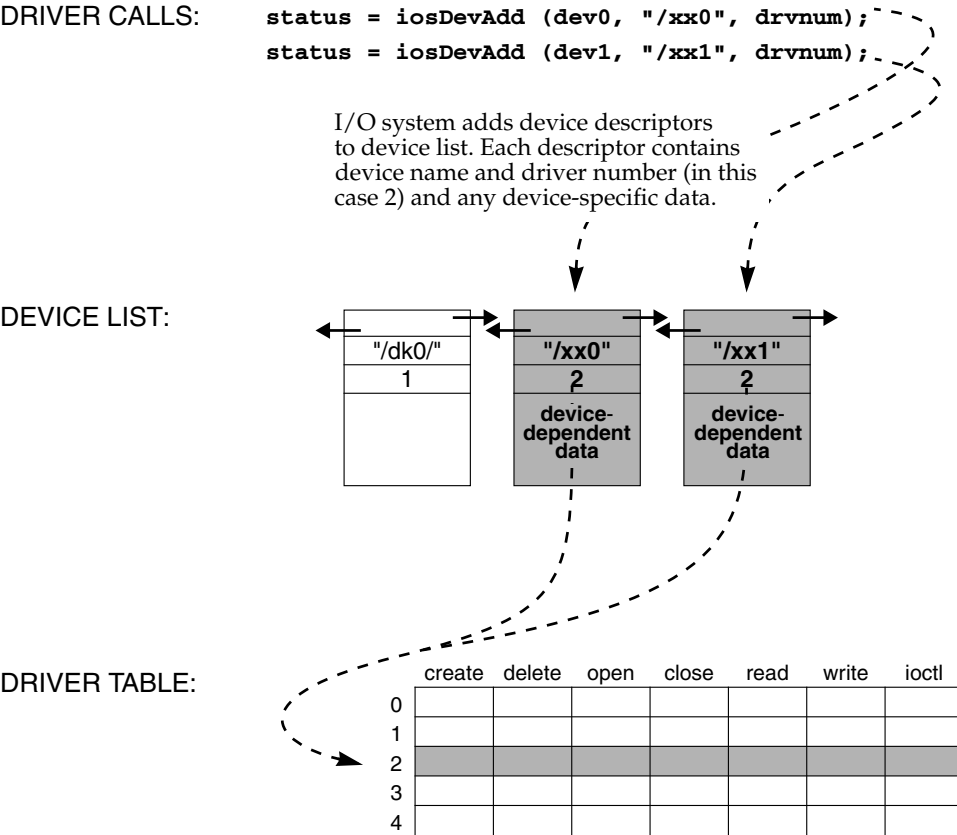 DRIVER CALLS:
status = iosDevAdd (dev0, "/xx0", drvnum);
status = iosDevAdd (dev1, "/xx1", drvnum);
I/O system adds device descriptors
to device list. Each descriptor contains
device name and driver number (in this
case 2) and any device-specific data.
DEVICE LIST:
"/dk0/"
1
"/xx0"
2
device-
dependent
data
"/xx1"
2
device-
dependent
data
DRIVER TABLE:
create delete open close read write ioctl
0
1
2
3
4